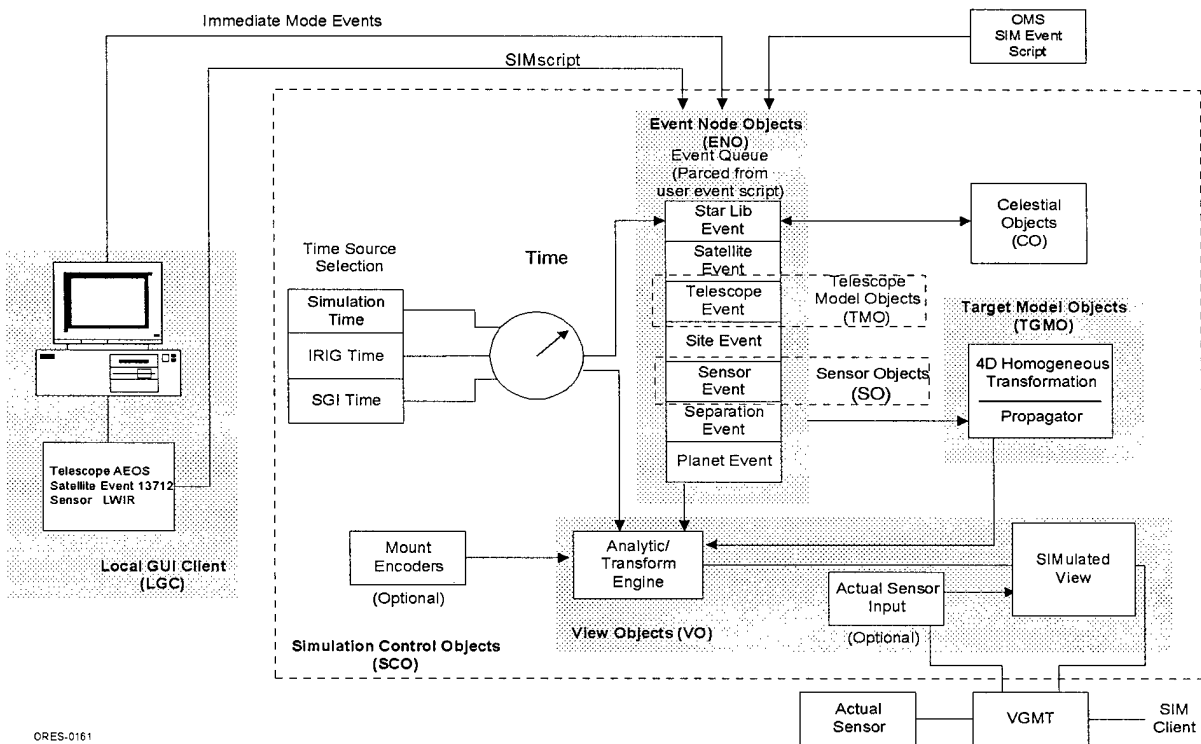 Immediate Mode Events
SIMscript
OMS
SIM Event
Script
Event Node Objects
(ENO)
Event Queue
(Parced from
user event script)
Star Lib
Event
Satellite
Event
Telescope
Event
Site Event
Sensor
Event
Separation
Event
Planet Event
Celestial
Objects
(CO)
Telescope
Model Objects
(TMO)
Sensor Objects
(SO)
Target Model Objects
(TGMO)
4D Homogeneous
Transformation
Propagator
Time Source
Selection
Time
Simulation
Time
IRIG Time
SGI Time
Telescope AEOS
Satellite Event 13712
Sensor LWIR
Local GUI Client
(LGC)
Mount
Encoders
(Optional)
Analytic/
Transform
Engine
SIMulated
View
Actual Sensor
Input
(Optional)
View Objects (VO)
Simulation Control Objects
(SCO)
Actual
Sensor
VGMT
SIM
Client
ORES-0161